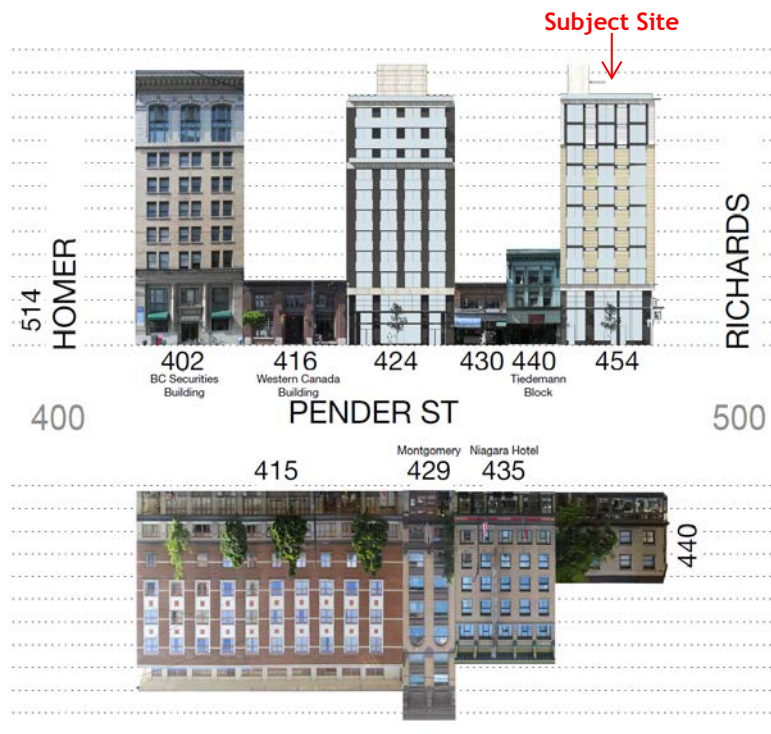 Subject Site
514
HOMER
RICHARDS
402
BC Securities
Building
416
Western Canada
Building
424
430
440
Tiedemann
Block
454
400
PENDER ST
500
415
Montgomery
429
Niagara Hotel
435
440